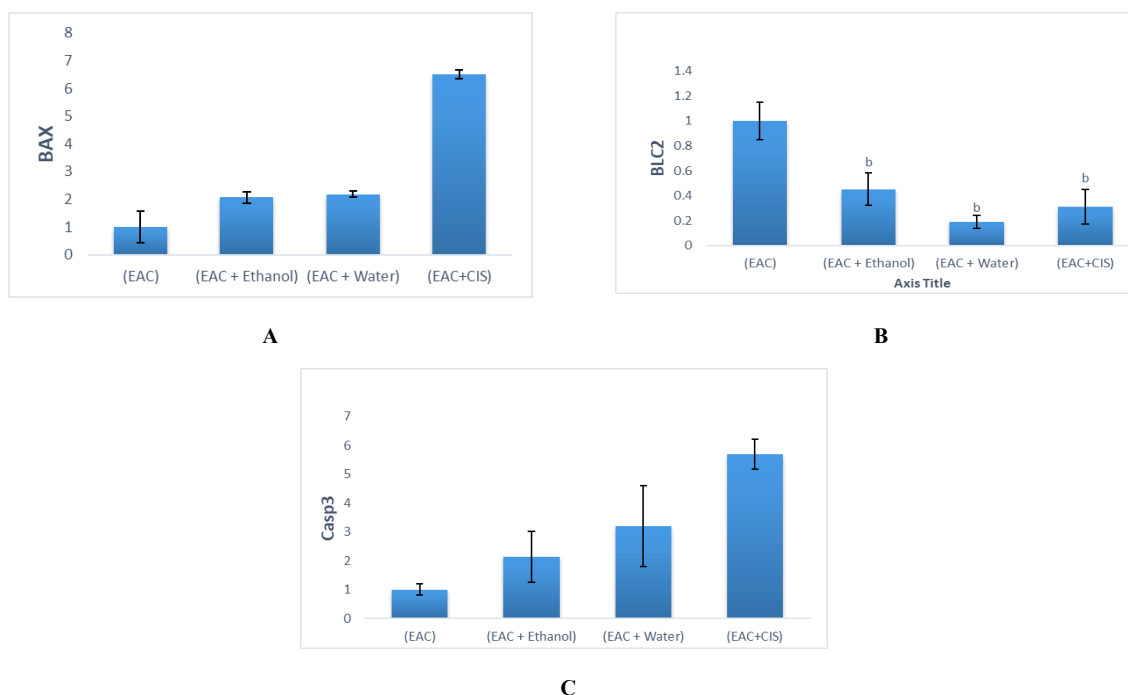 8
7
6
5
4
3
2
1
0
BAX
(EAC) (EAC + Ethanol) (EAC + Water) (EAC+CIS)
A
1.4
1.2
1
0.8
0.6
0.4
0.2
0
BLC2
b
b
b
(EAC) (EAC + Ethanol) (EAC + Water) (EAC+CIS)
Axis Title
B
7
6
5
4
3
2
1
0
Casp3
(EAC) (EAC + Ethanol) (EAC + Water) (EAC+CIS)
C